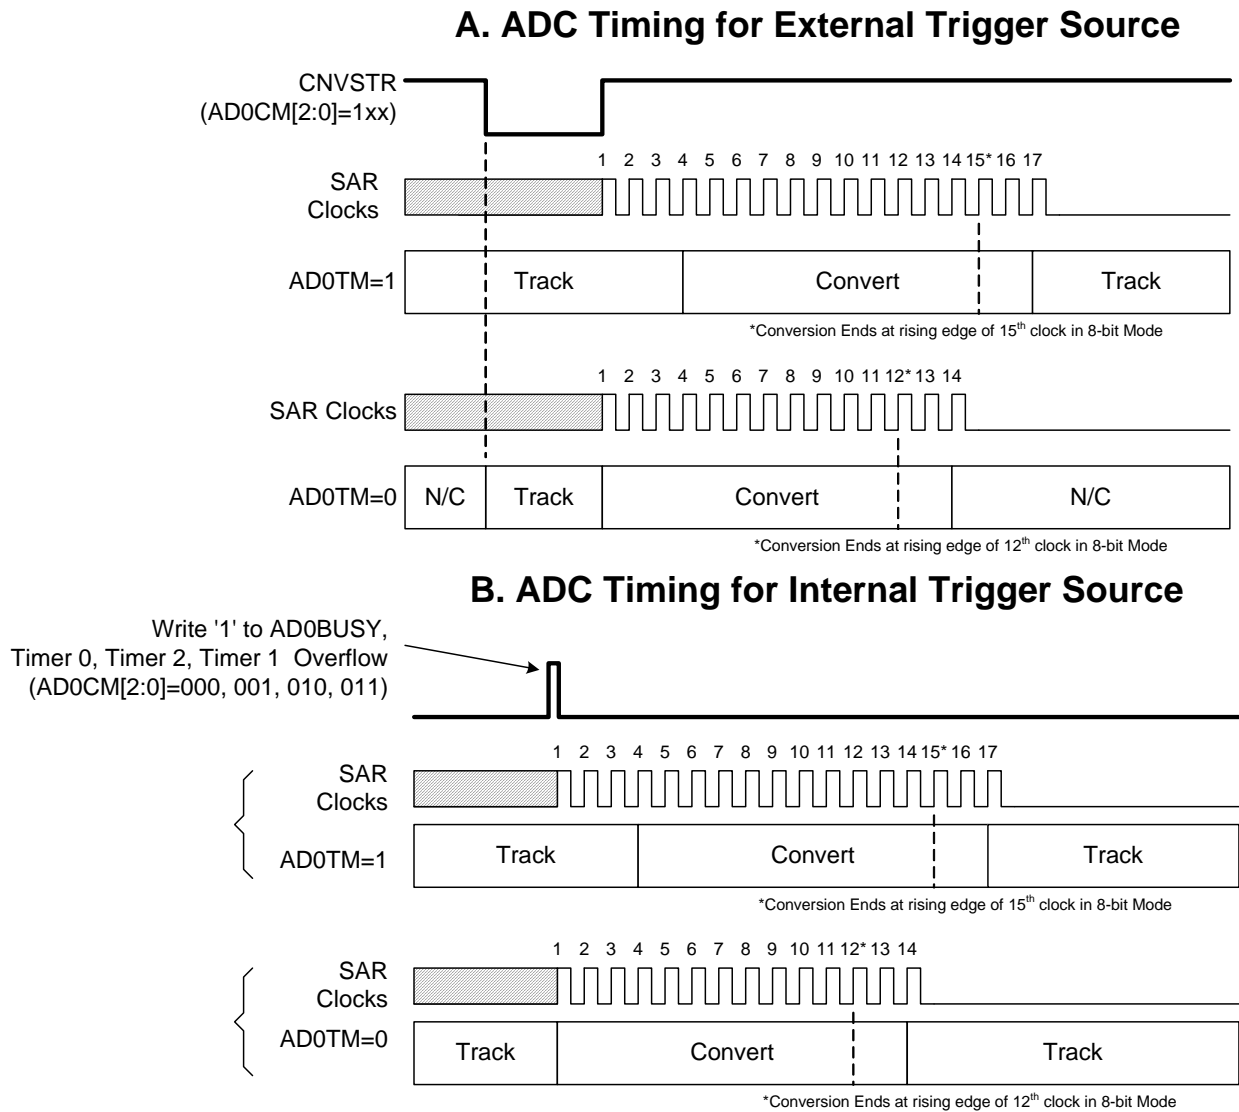 A. ADC Timing for External Trigger Source
CNVSTR
(AD0CM[2:0]=1xx)
1 2 3 4 5 6 7 8 9 10 11 12 13 14 15* 16 17
SAR
Clocks
AD0TM=1
Track
Convert
Track
*Conversion Ends at rising edge of 15th clock in 8-bit Mode
1 2 3 4 5 6 7 8 9 10 11 12* 13 14
SAR Clocks
AD0TM=0
N/C
Track
Convert
N/C
*Conversion Ends at rising edge of 12th clock in 8-bit Mode
B. ADC Timing for Internal Trigger Source
Write '1' to AD0BUSY,
Timer 0, Timer 2, Timer 1 Overflow
(AD0CM[2:0]=000, 001, 010, 011)
1 2 3 4 5 6 7 8 9 10 11 12 13 14 15* 16 17
SAR
Clocks
AD0TM=1
Track
Convert
Track
*Conversion Ends at rising edge of 15th clock in 8-bit Mode
1 2 3 4 5 6 7 8 9 10 11 12* 13 14
SAR
Clocks
AD0TM=0
Track
Convert
Track
*Conversion Ends at rising edge of 12th clock in 8-bit Mode